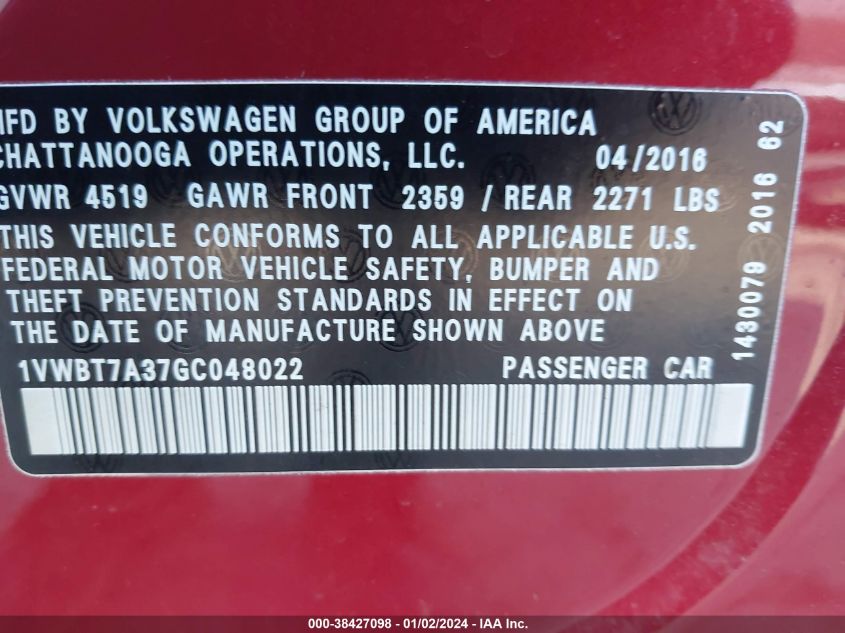 MFD BY VOLKSWAGEN GROUP OF AMERICA
CHATTANOOGA OPERATIONS, LLC. 04/2016
GVWR 4519 GAWR FRONT 2359 / REAR 2271 LBS
THIS VEHICLE CONFORMS TO ALL APPLICABLE U.S.
FEDERAL MOTOR VEHICLE SAFETY, BUMPER AND
THEFT PREVENTION STANDARDS IN EFFECT ON
THE DATE OF MANUFACTURE SHOWN ABOVE
1VWBT7A37GC048022 PASSENGER CAR
1430079 2016 62
000-38427098 - 01/02/2024 - IAAI - IAA Inc.